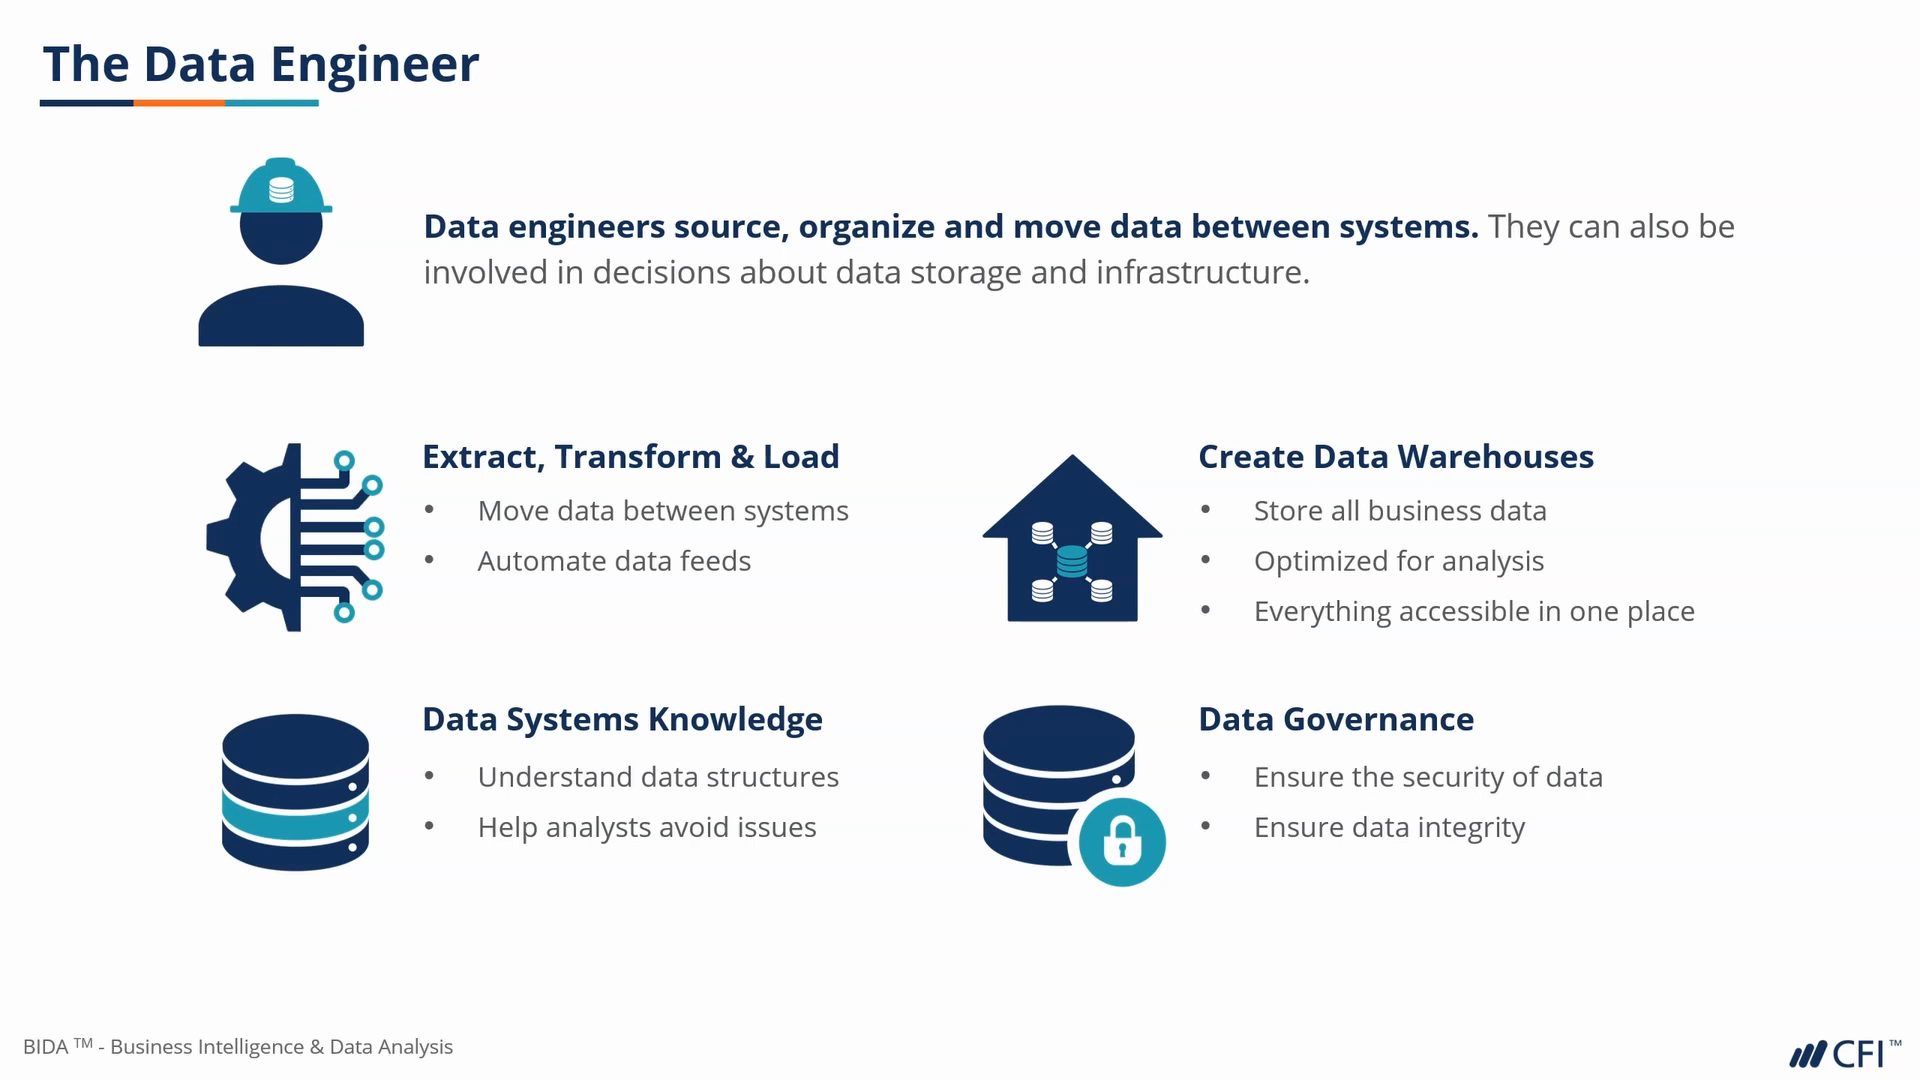 The Data Engineer
Data engineers source, organize and move data between systems. They can also be
involved in decisions about data storage and infrastructure.
Extract, Transform & Load
• Move data between systems
• Automate data feeds
Create Data Warehouses
• Store all business data
• Optimized for analysis
• Everything accessible in one place
Data Systems Knowledge
• Understand data structures
• Help analysts avoid issues
Data Governance
• Ensure the security of data
• Ensure data integrity
BIDA TM - Business Intelligence & Data Analysis
CFI™